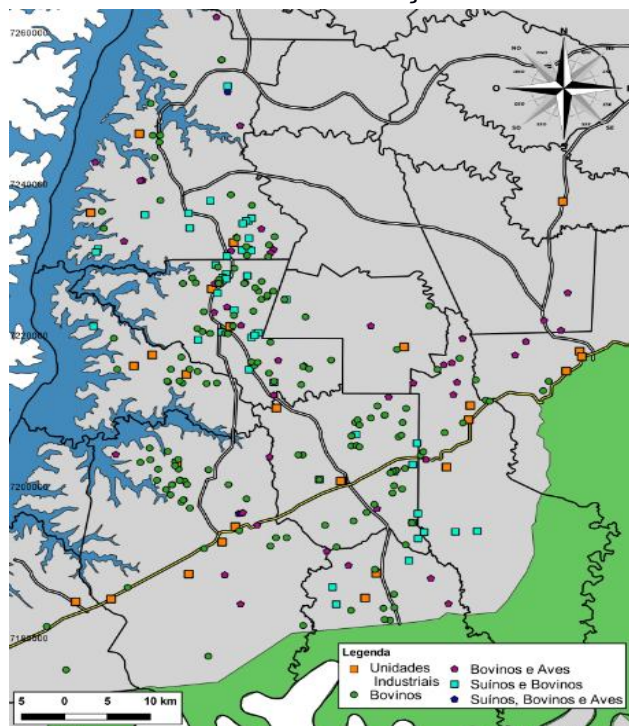 7260000
N
O
7240000
7220000
7200000
7180000
Legenda
Unidades
Industriais
Bovinos
Bovinos e Aves
Suínos e Bovinos
Suínos, Bovinos e Aves
5 0 5 10 km